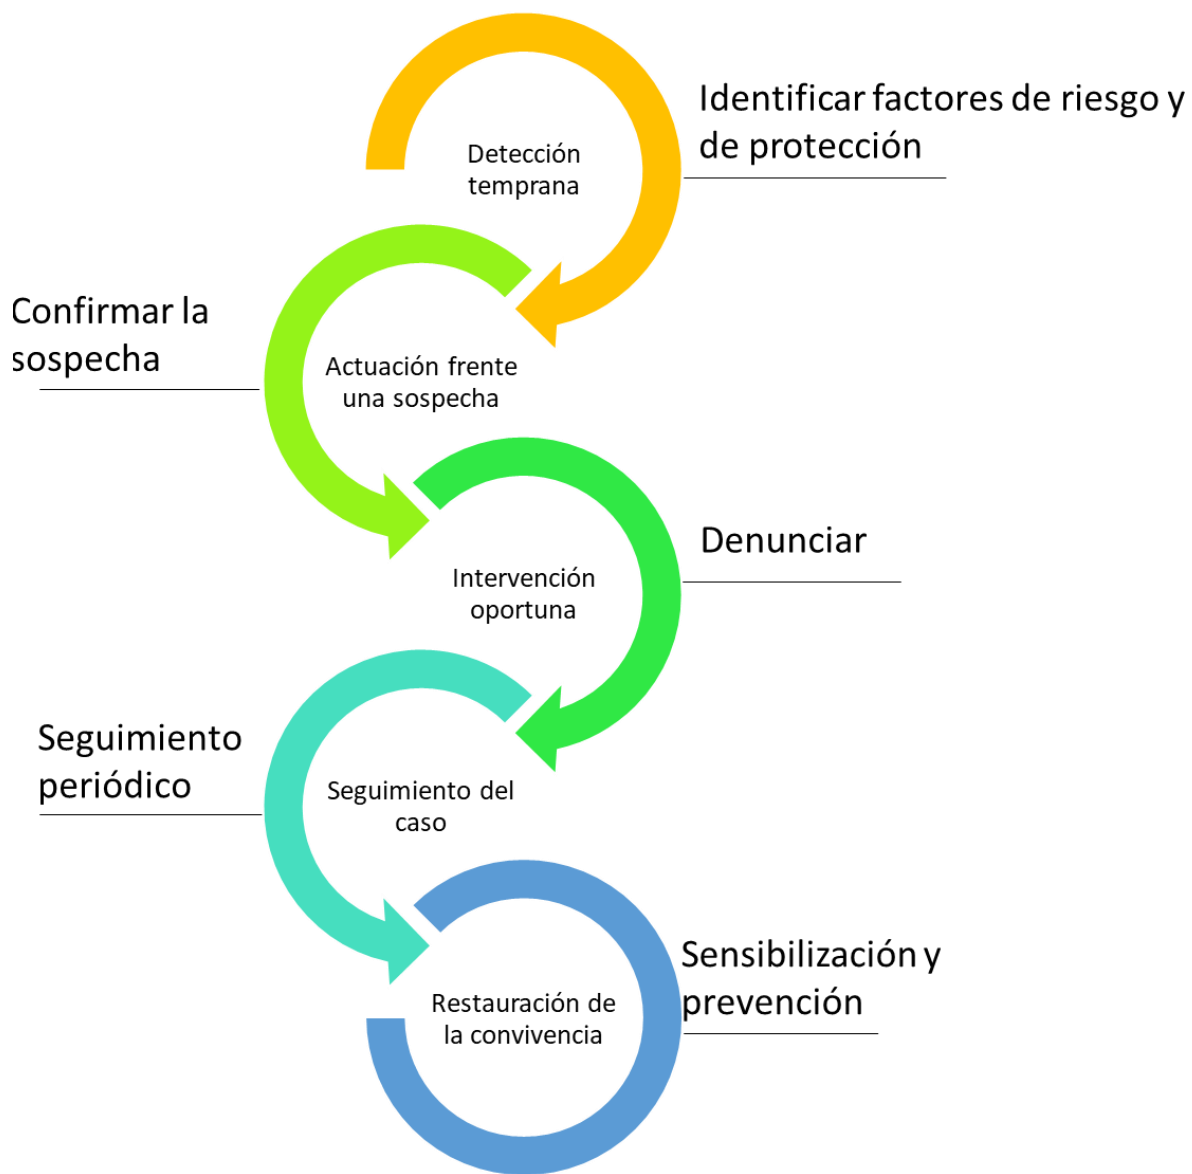 Detección
temprana
Identificar factores de riesgo y
de protección
Confirmar la
sospecha
Actuación frente
una sospecha
Intervención
oportuna
Denunciar
Seguimiento
periódico
Seguimiento del
caso
Restauración de
la convivencia
Sensibilización y
prevención